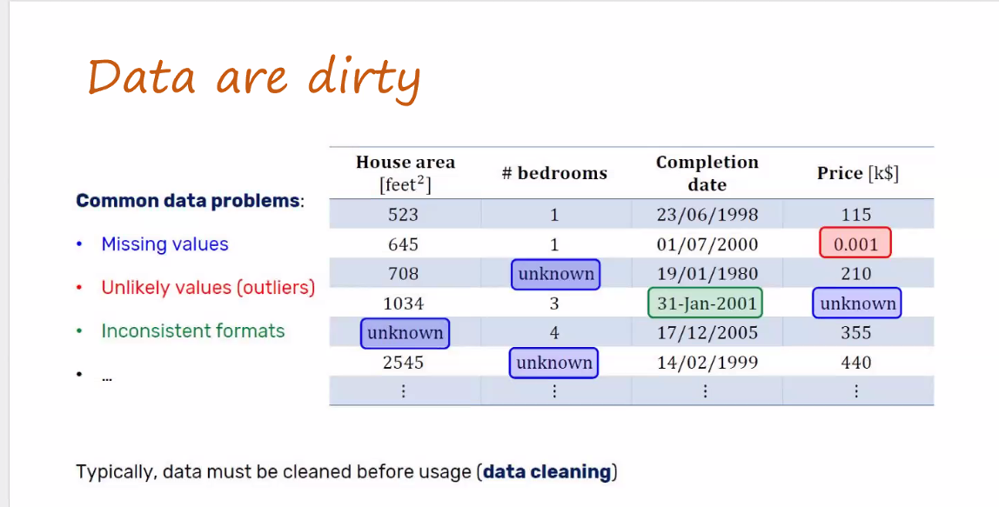 Data are dirty
Common data problems:
• Missing values
• Unlikely values (outliers)
• Inconsistent formats
• ...
House area [feet²] # bedrooms Completion date Price [k$]
523 1 23/06/1998 115
645 1 01/07/2000 0.001
708 unknown 19/01/1980 210
1034 3 31-Jan-2001 unknown
unknown 4 17/12/2005 355
2545 unknown 14/02/1999 440
⋮ ⋮ ⋮ ⋮
Typically, data must be cleaned before usage (data cleaning)